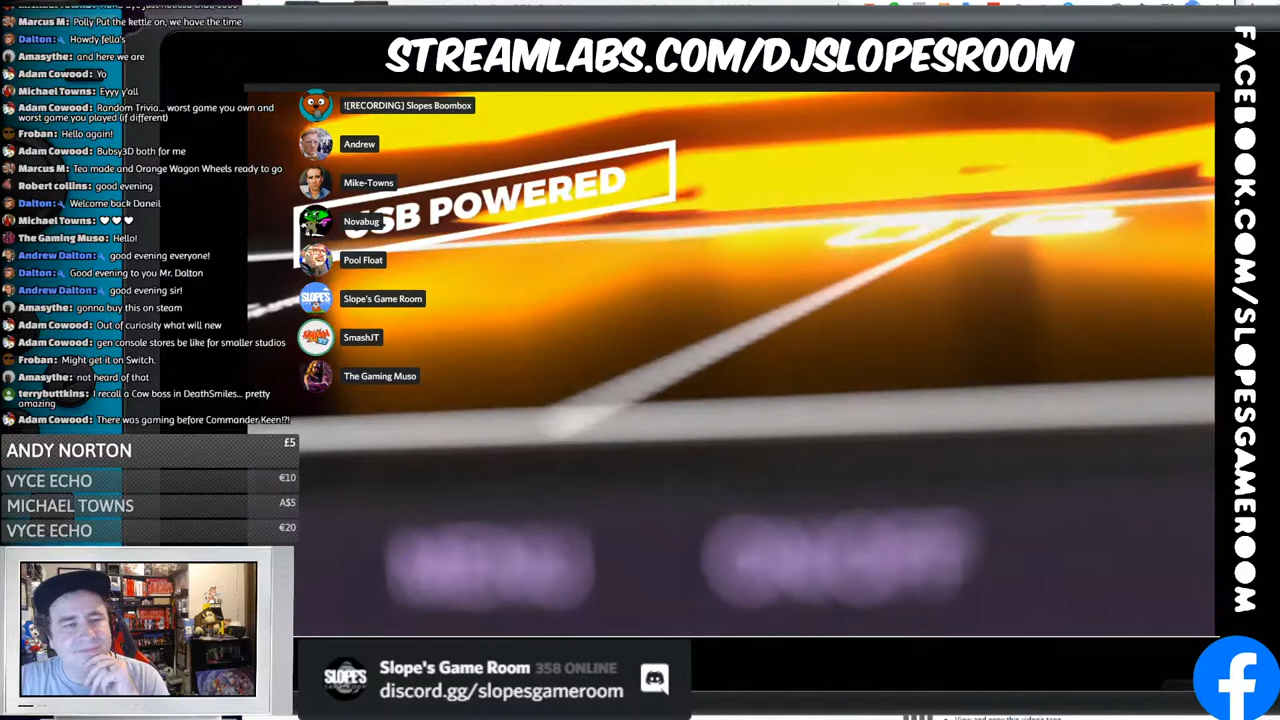 STREAMLABS.COM/DJSLOPESROOM
FACEBOOK.COM/SLOPESGAMEROOM
Marcus M: Polly Put the kettle on, we have the time
Dalton: Howdy fella's
Amasythe: and here we are
Adam Cowood: Yo
Michael Towns: Eyyy y'all
Adam Cowood: Random Trivia... worst game you own and
worst game you played (if different)
Froban: Hello again!
Adam Cowood: Bubsy3D both for me
Marcus M: Tea made and Orange Wagon Wheels ready to go
Robert collins: good evening
Dalton: Welcome back Daneil
Michael Towns: ♥ ♥ ♥
The Gaming Muso: Hello!
Andrew Dalton: good evening everyone!
Dalton: Good evening to you Mr. Dalton
Andrew Dalton: good evening sir!
Amasythe: gonna buy this on steam
Adam Cowood: Out of curiosity what will new
Adam Cowood: gen console stores be like for smaller studios
Froban: Might get it on Switch.
Amasythe: not heard of that
terrybuttkins: I recall a Cow boss in DeathSmiles... pretty
amazing
Adam Cowood: There was gaming before Commander Keen!?!
![RECORDING] Slopes Boombox
Andrew
Mike-Towns
Novabug
Pool Float
Slope's Game Room
SmashJT
The Gaming Muso
SB POWERED
ANDY NORTON £5
VYCE ECHO €10
MICHAEL TOWNS A$5
VYCE ECHO €20
SLOPES
Slope's Game Room 358 ONLINE
discord.gg/slopesgameroom